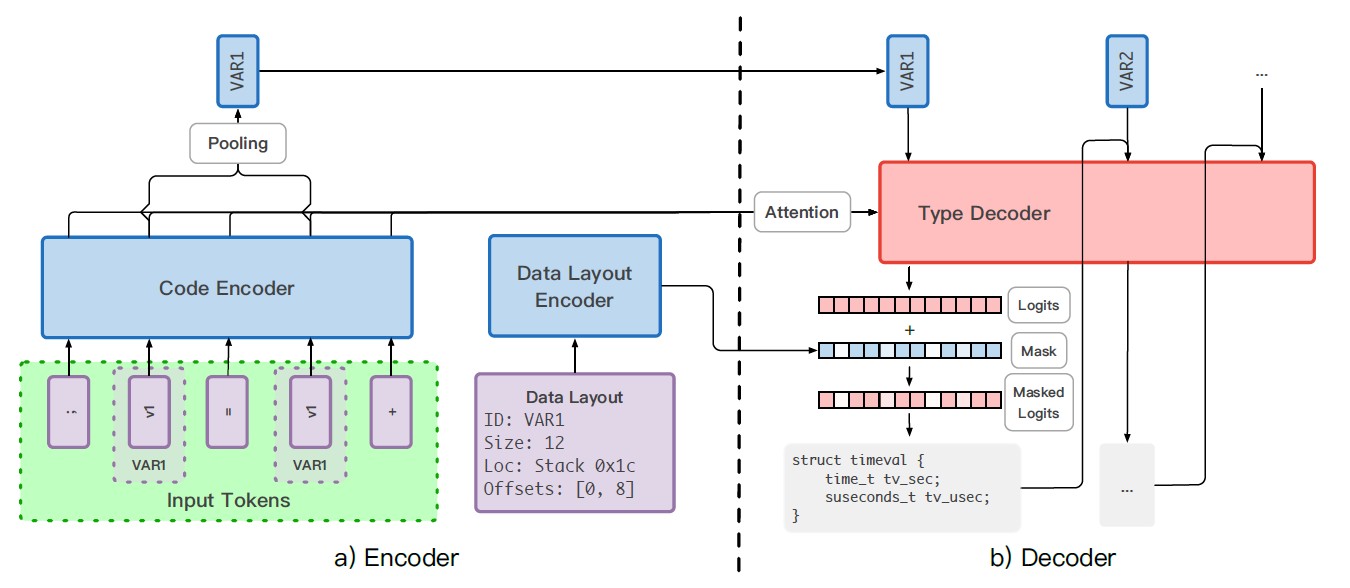 VAR1
VAR1
VAR2
...
Pooling
Attention
Type Decoder
Code Encoder
Data Layout
Encoder
Logits
+
Mask
Masked
Logits
;
v1
=
v1
+
VAR1
VAR1
Input Tokens
Data Layout
ID: VAR1
Size: 12
Loc: Stack 0x1c
Offsets: [0, 8]
struct timeval {
time_t tv_sec;
suseconds_t tv_usec;
}
...
a) Encoder
b) Decoder